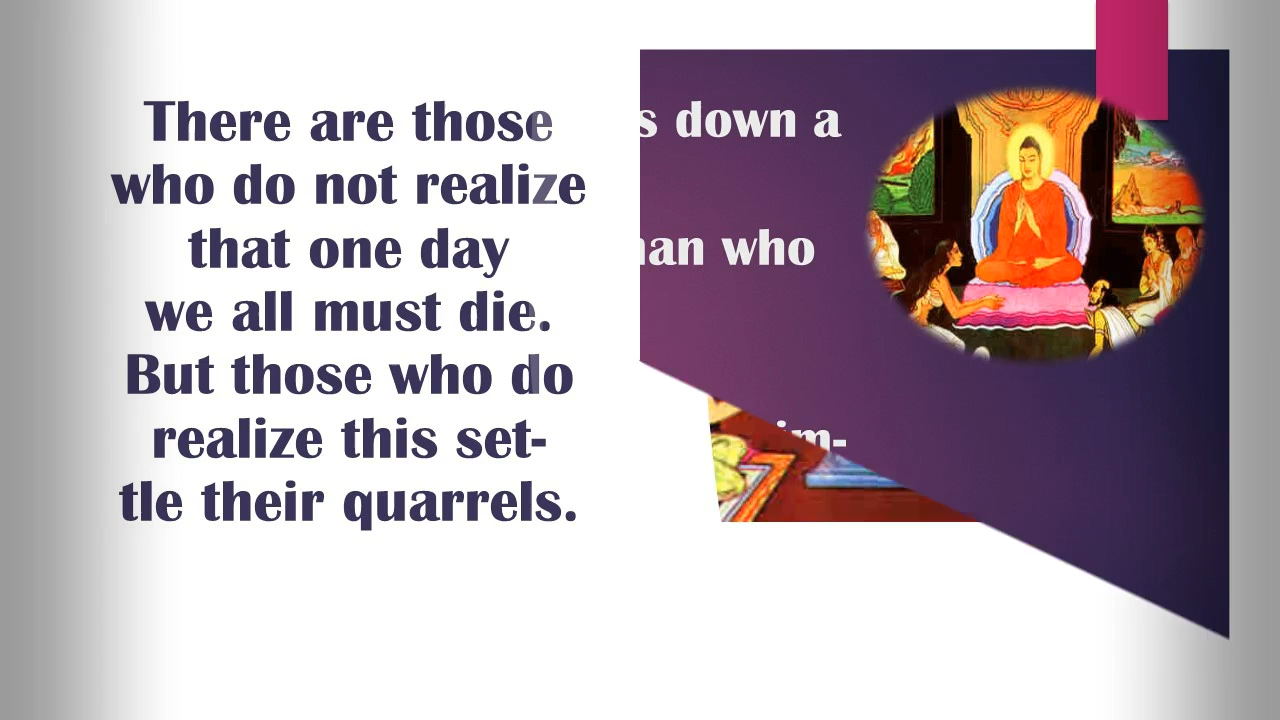 There are those
who do not realize
that one day
we all must die.
But those who do
realize this set-
tle their quarrels.
down a
who